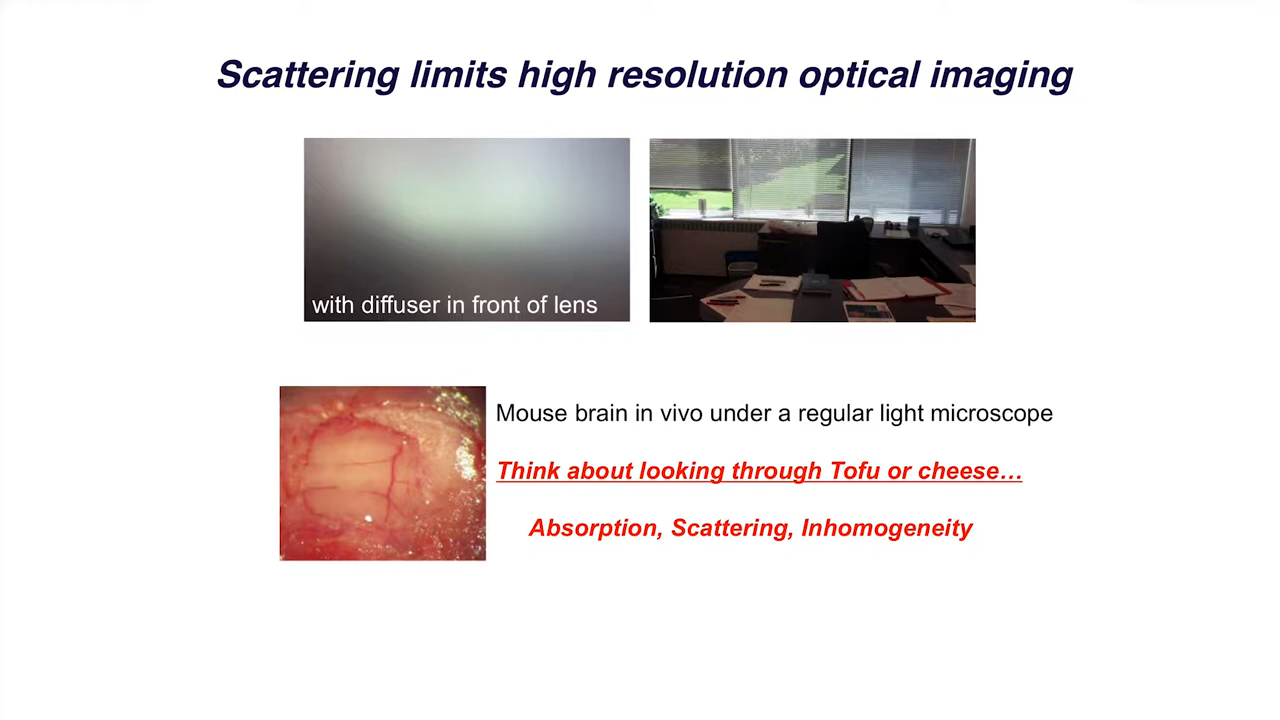 Scattering limits high resolution optical imaging
with diffuser in front of lens
Mouse brain in vivo under a regular light microscope
Think about looking through Tofu or cheese…
Absorption, Scattering, Inhomogeneity